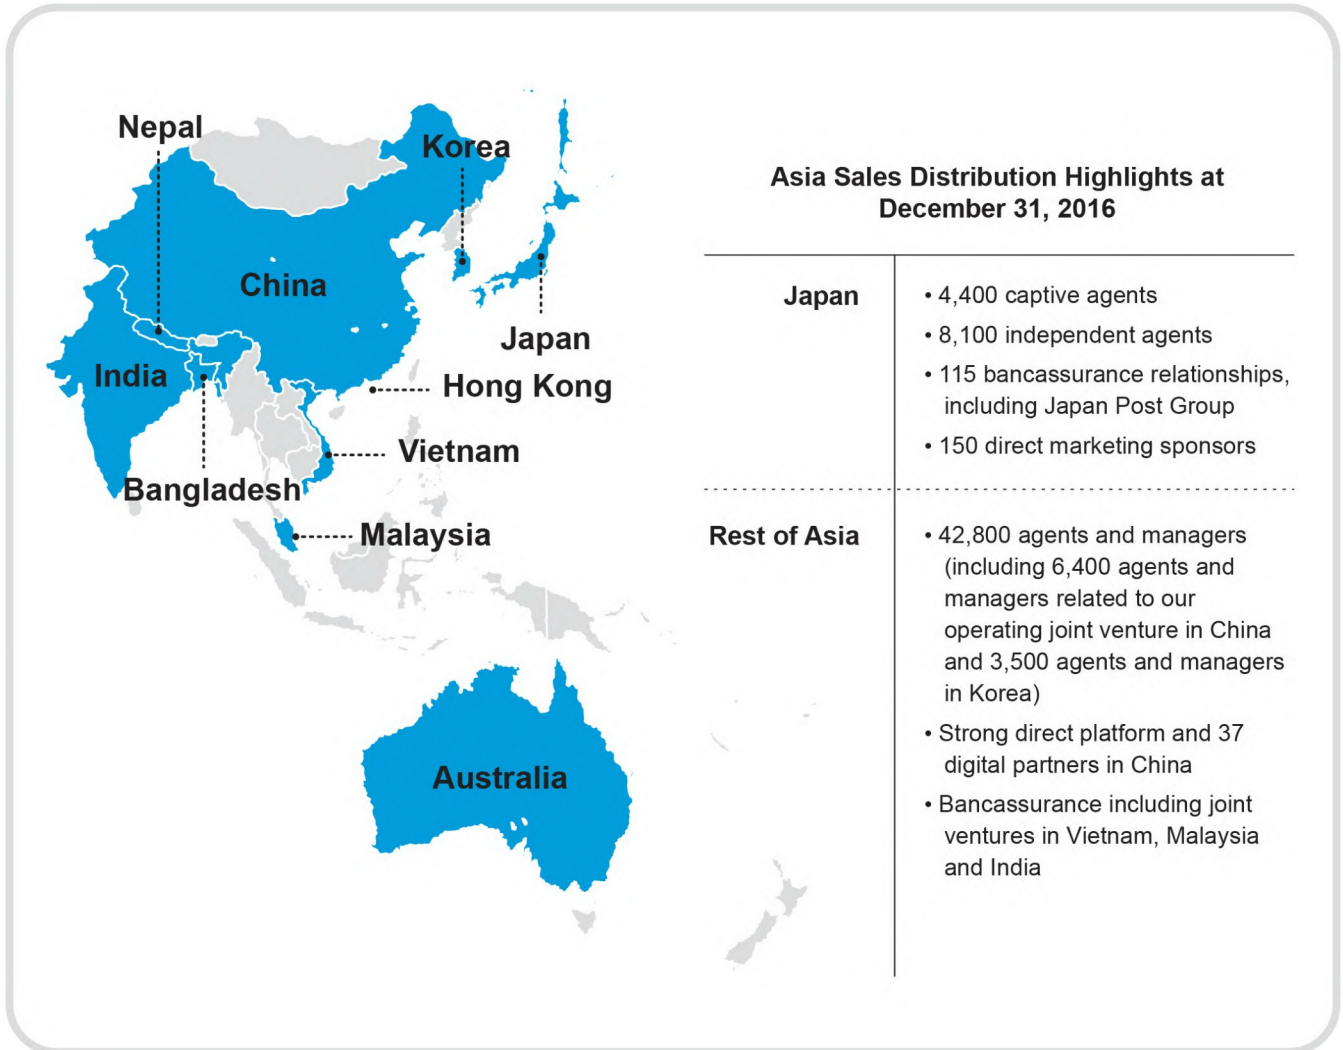 Nepal
Korea
China
Japan
India
Hong Kong
Vietnam
Bangladesh
Malaysia
Australia
Asia Sales Distribution Highlights at
December 31, 2016
Japan
• 4,400 captive agents
• 8,100 independent agents
• 115 bancassurance relationships,
including Japan Post Group
• 150 direct marketing sponsors
Rest of Asia
• 42,800 agents and managers
(including 6,400 agents and
managers related to our
operating joint venture in China
and 3,500 agents and managers
in Korea)
• Strong direct platform and 37
digital partners in China
• Bancassurance including joint
ventures in Vietnam, Malaysia
and India